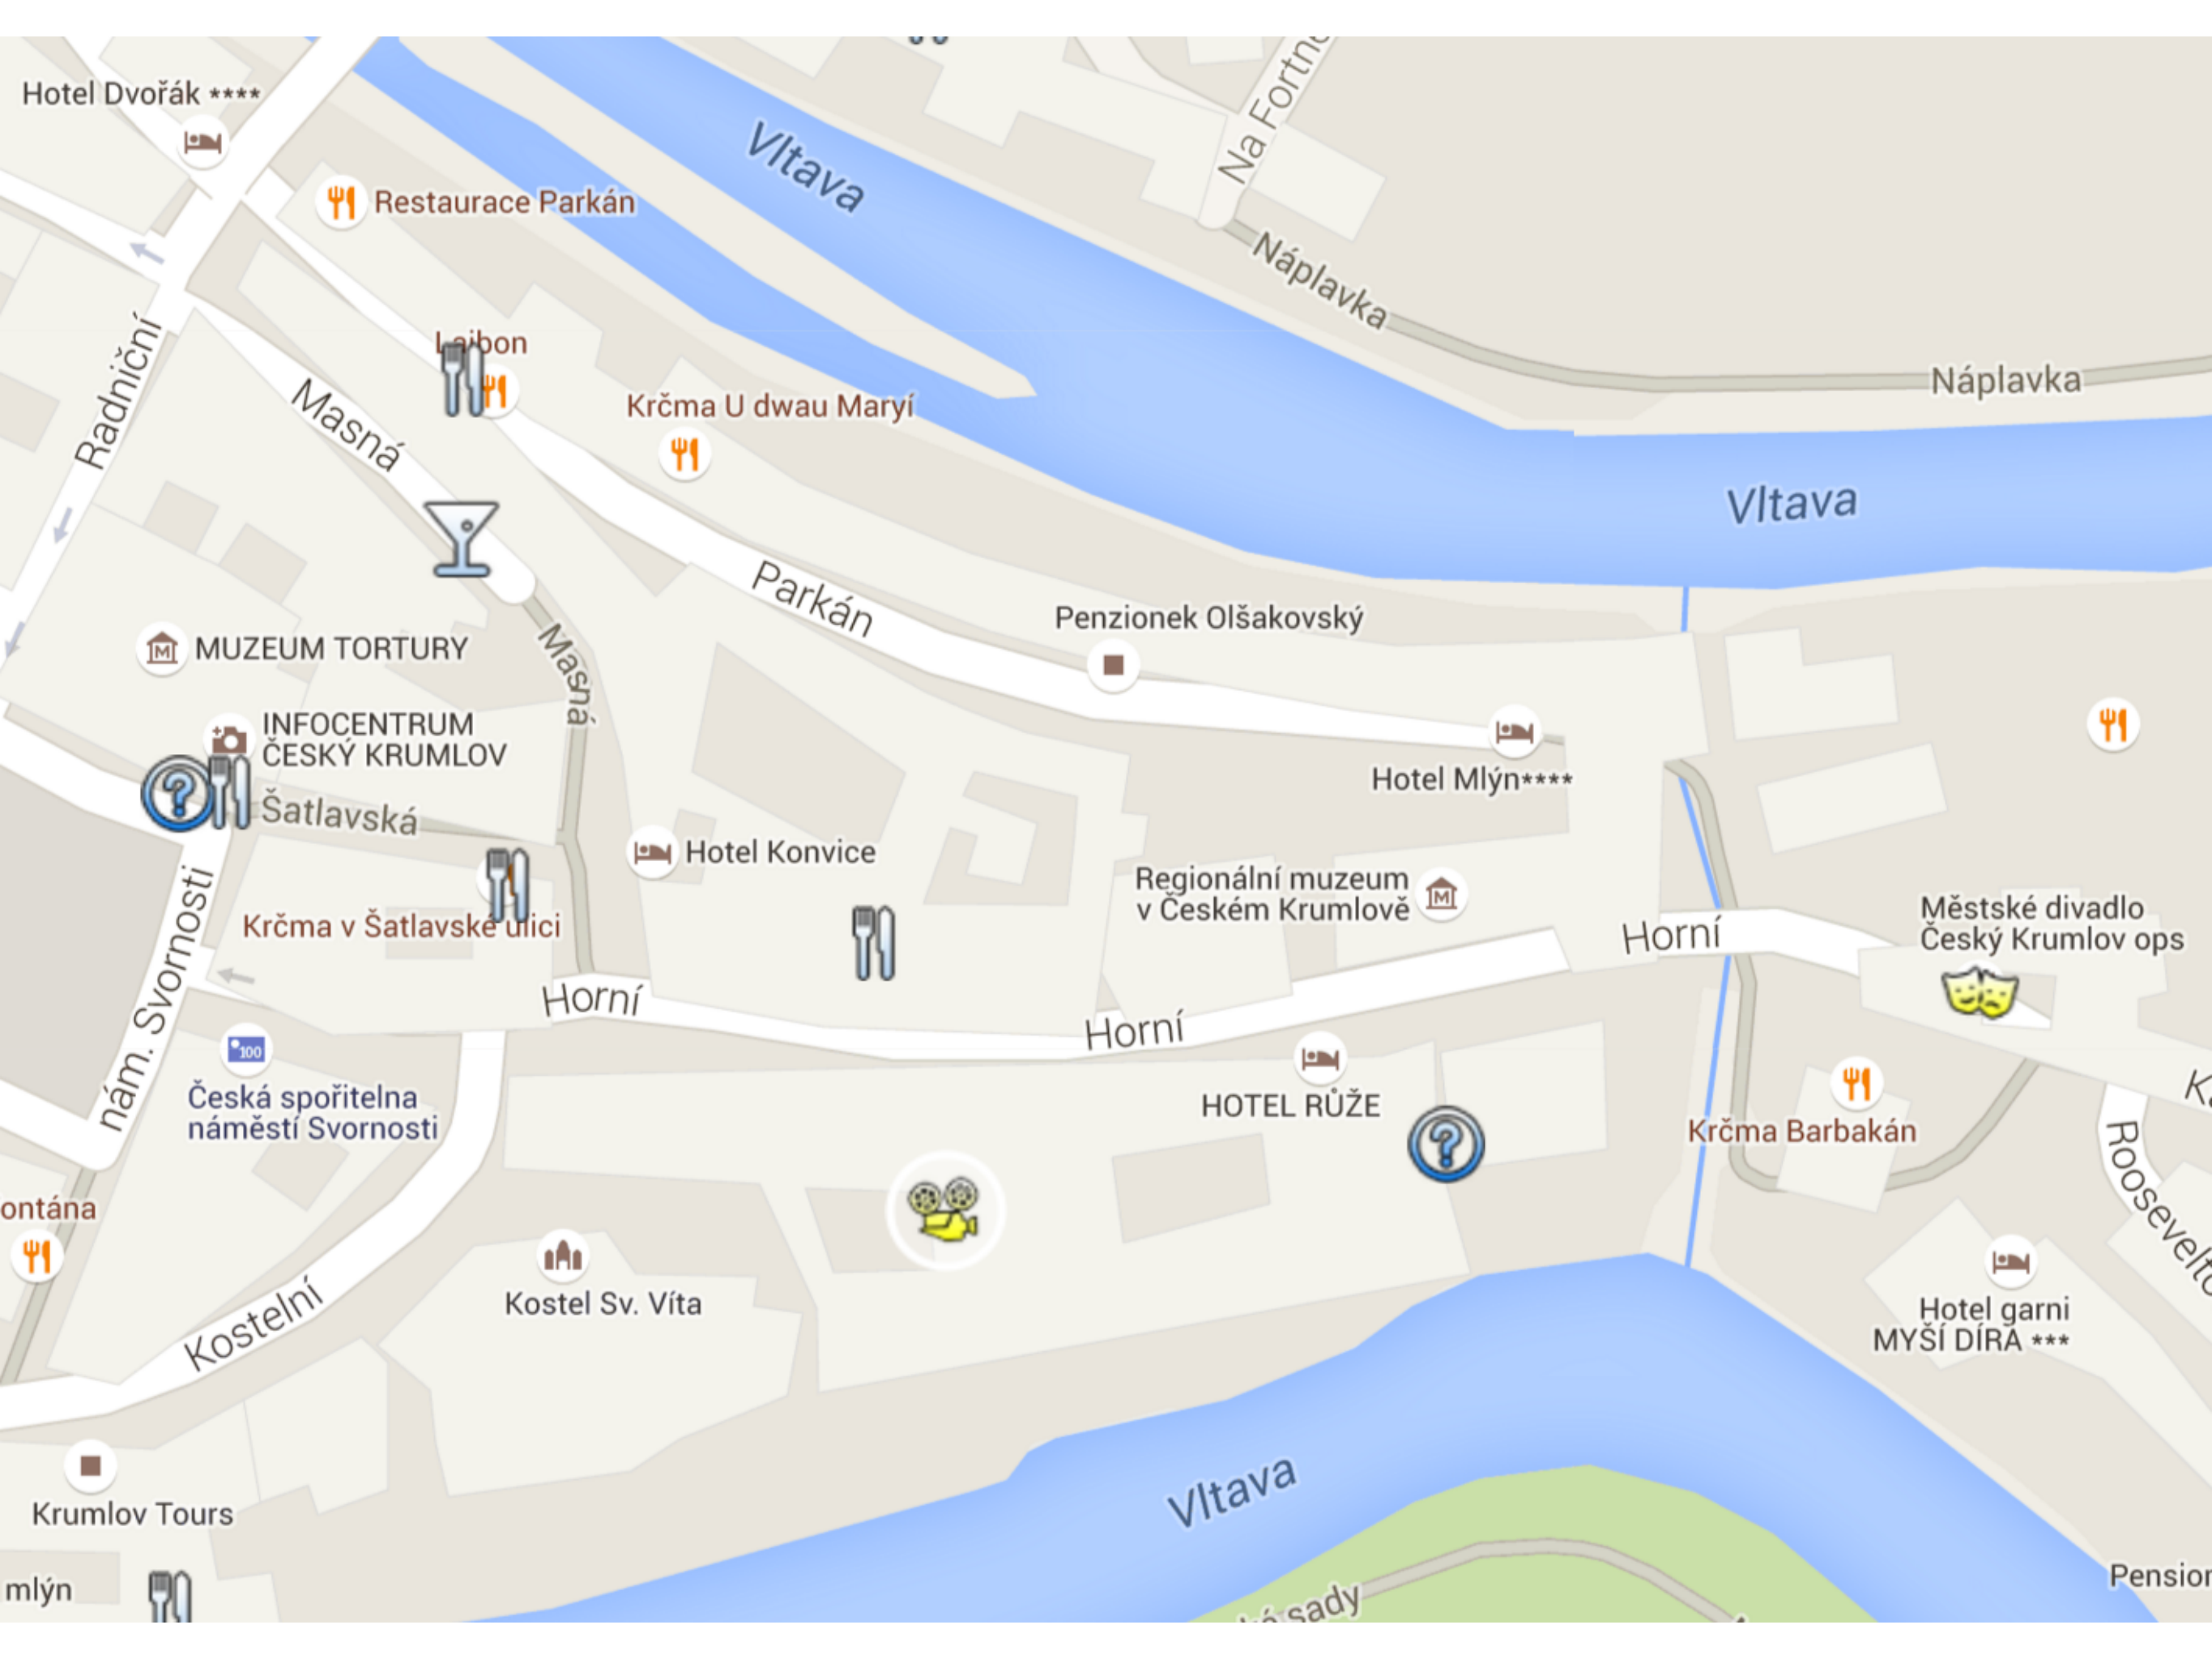 Hotel Dvořák ****
Na Fortně
Vltava
Restaurace Parkán
Náplavka
Radniční
Laibon
Náplavka
Masná
Krčma U dwau Maryí
Vltava
Parkán
Penzionek Olšakovský
MUZEUM TORTURY
Masná
INFOCENTRUM
ČESKÝ KRUMLOV
Hotel Mlýn****
Šatlavská
Hotel Konvice
Regionální muzeum
v Českém Krumlově
Krčma v Šatlavské ulici
Horní
Městské divadlo
Český Krumlov ops
nám. Svornosti
Horní
Horní
100
Česká spořitelna
náměstí Svornosti
HOTEL RŮŽE
Krčma Barbakán
ontána
Kostel Sv. Víta
Kostelní
Hotel garni
MYŠÍ DÍRA ***
Vltava
Krumlov Tours
mlýn
sady
Pension